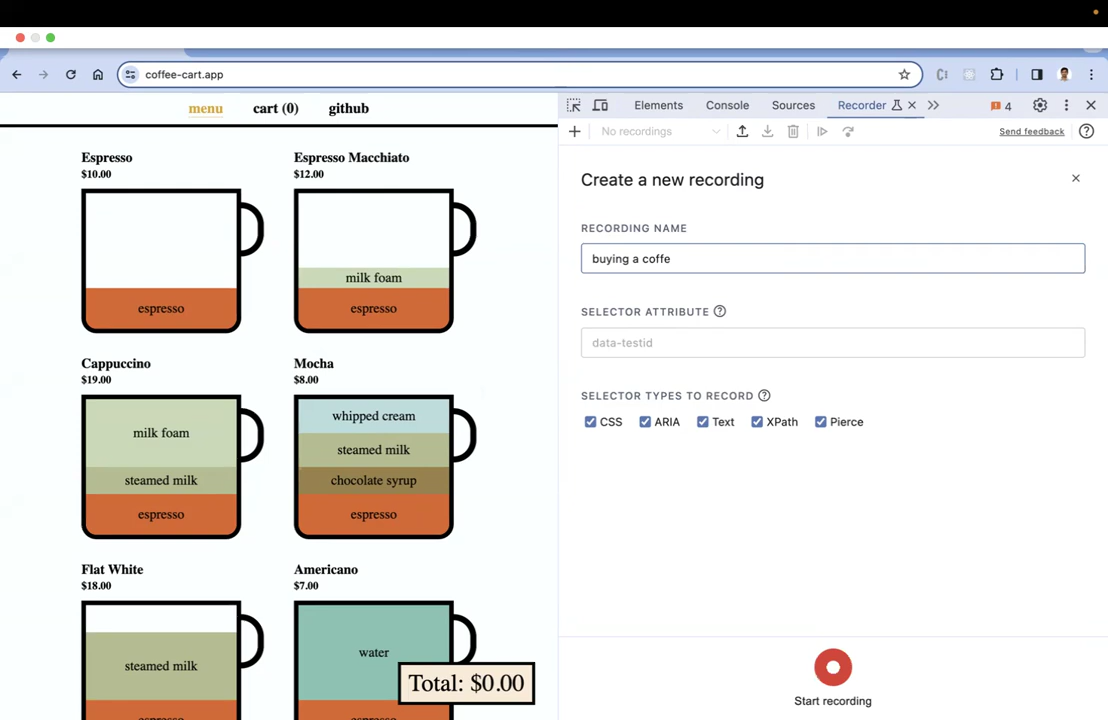 coffee-cart.app
menu
cart (0)
github
Elements
Console
Sources
Recorder
4
No recordings
Send feedback
Create a new recording
RECORDING NAME
buying a coffe
SELECTOR ATTRIBUTE
data-testid
SELECTOR TYPES TO RECORD
CSS
ARIA
Text
XPath
Pierce
Start recording
Espresso
$10.00
espresso
Espresso Macchiato
$12.00
milk foam
espresso
Cappuccino
$19.00
milk foam
steamed milk
espresso
Mocha
$8.00
whipped cream
steamed milk
chocolate syrup
espresso
Flat White
$18.00
steamed milk
Americano
$7.00
water
Total: $0.00